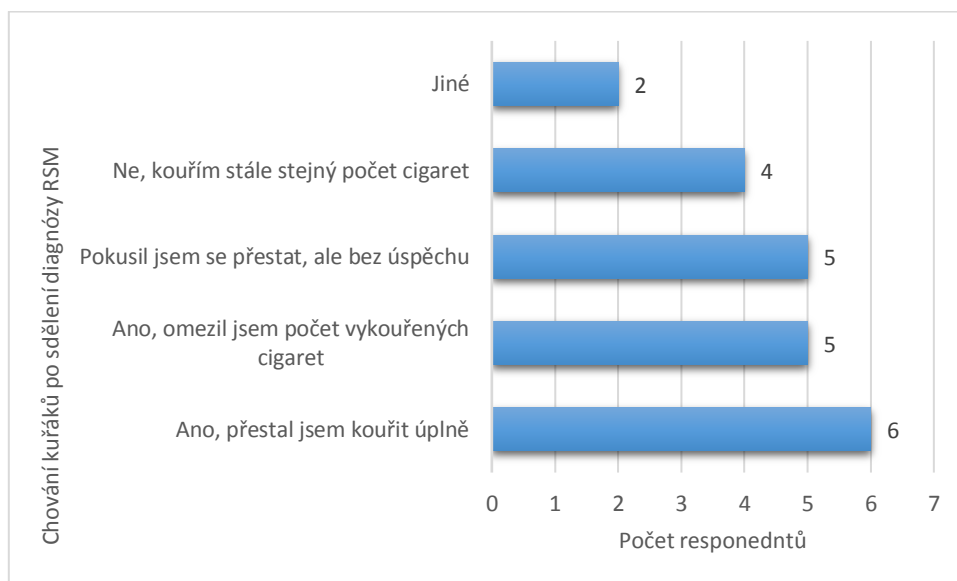 Chování kuřáků po sdělení diagnózy RSM
Jiné
2
Ne, kouřím stále stejný počet cigaret
4
Pokusil jsem se přestat, ale bez úspěchu
5
Ano, omezil jsem počet vykouřených
cigaret
5
Ano, přestal jsem kouřit úplně
6
0 1 2 3 4 5 6 7
Počet responedntů